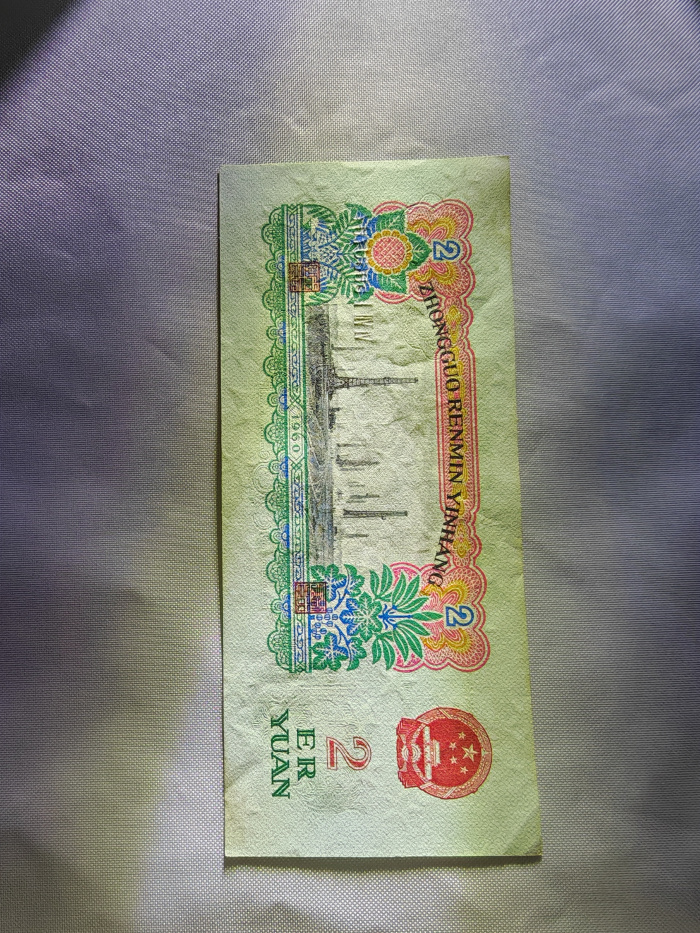 ZHONGGUO RENMIN YINHANG
2
2
1960
2
ER
YUAN